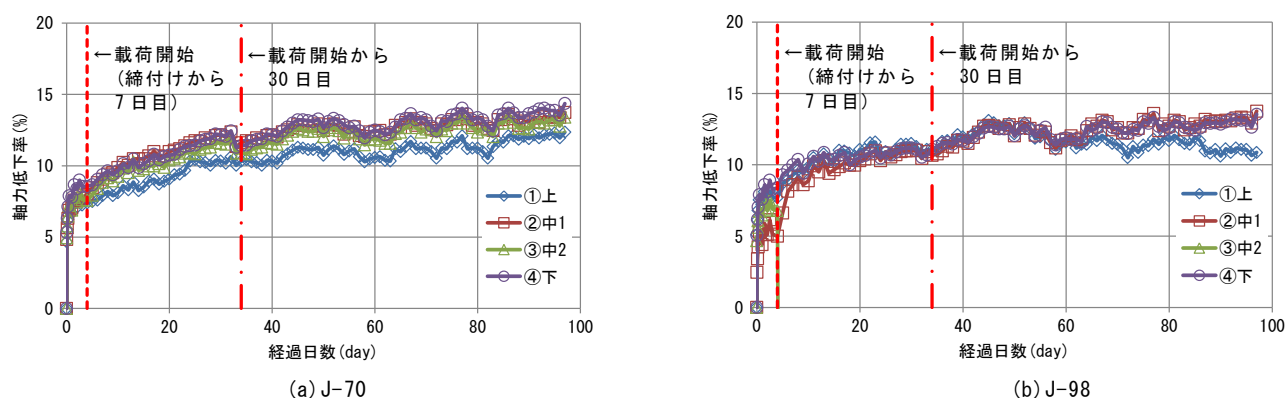 20
15
10
5
0
軸力低下率(%)
←載荷開始
(締付けから
7日目)
←載荷開始から
30日目
①上
②中1
③中2
④下
0 20 40 60 80 100
経過日数(day)
(a)J-70
20
15
10
5
0
軸力低下率(%)
←載荷開始
(締付けから
7日目)
←載荷開始から
30日目
①上
②中1
③中2
④下
0 20 40 60 80 100
経過日数(day)
(b)J-98